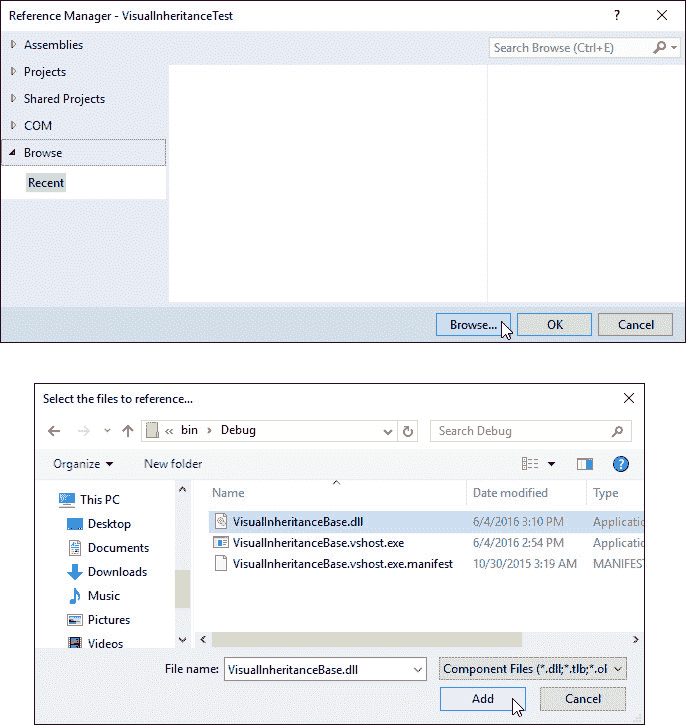 Reference Manager - VisualInheritanceTest
Assemblies
Search Browse (Ctrl+E)
Projects
Shared Projects
COM
Browse
Recent
Browse...
OK
Cancel
Select the files to reference...
« bin > Debug
Search Debug
Organize
New folder
Name
Date modified
Type
This PC
Desktop
Documents
Downloads
Music
Pictures
Videos
VisualInheritanceBase.dll 6/4/2016 3:10 PM Applicatio
VisualInheritanceBase.vshost.exe 6/4/2016 2:54 PM Applicatio
VisualInheritanceBase.vshost.exe.manifest 10/30/2015 3:19 AM MANIFES
File name: VisualInheritanceBase.dll
Component Files (*.dll;*.tlb;*.ol
Add
Cancel